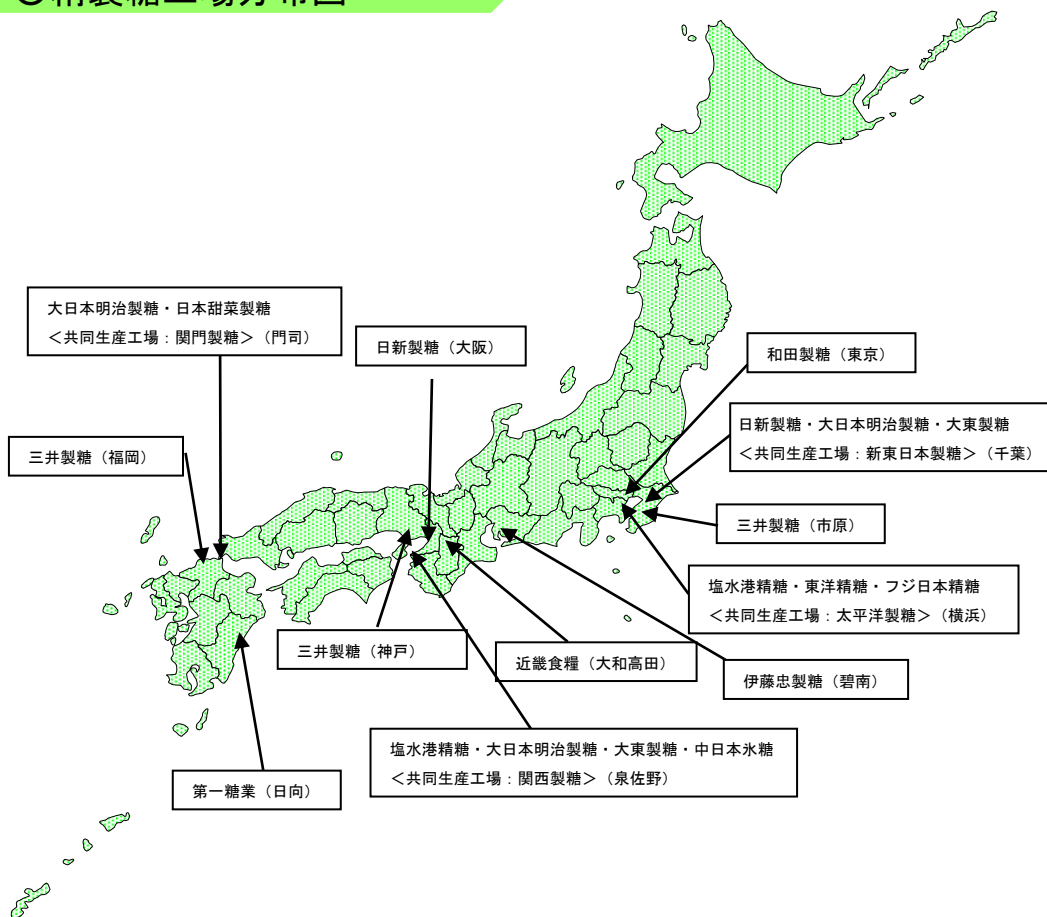 ○精製糖工場分布図
大日本明治製糖・日本甜菜製糖
<共同生産工場：関門製糖>（門司）
日新製糖（大阪）
和田製糖（東京）
日新製糖・大日本明治製糖・大東製糖
<共同生産工場：新東日本製糖>（千葉）
三井製糖（福岡）
三井製糖（市原）
塩水港精糖・東洋精糖・フジ日本精糖
<共同生産工場：太平洋製糖>（横浜）
三井製糖（神戸）
近畿食糧（大和高田）
伊藤忠製糖（碧南）
塩水港精糖・大日本明治製糖・大東製糖・中日本氷糖
<共同生産工場：関西製糖>（泉佐野）
第一糖業（日向）